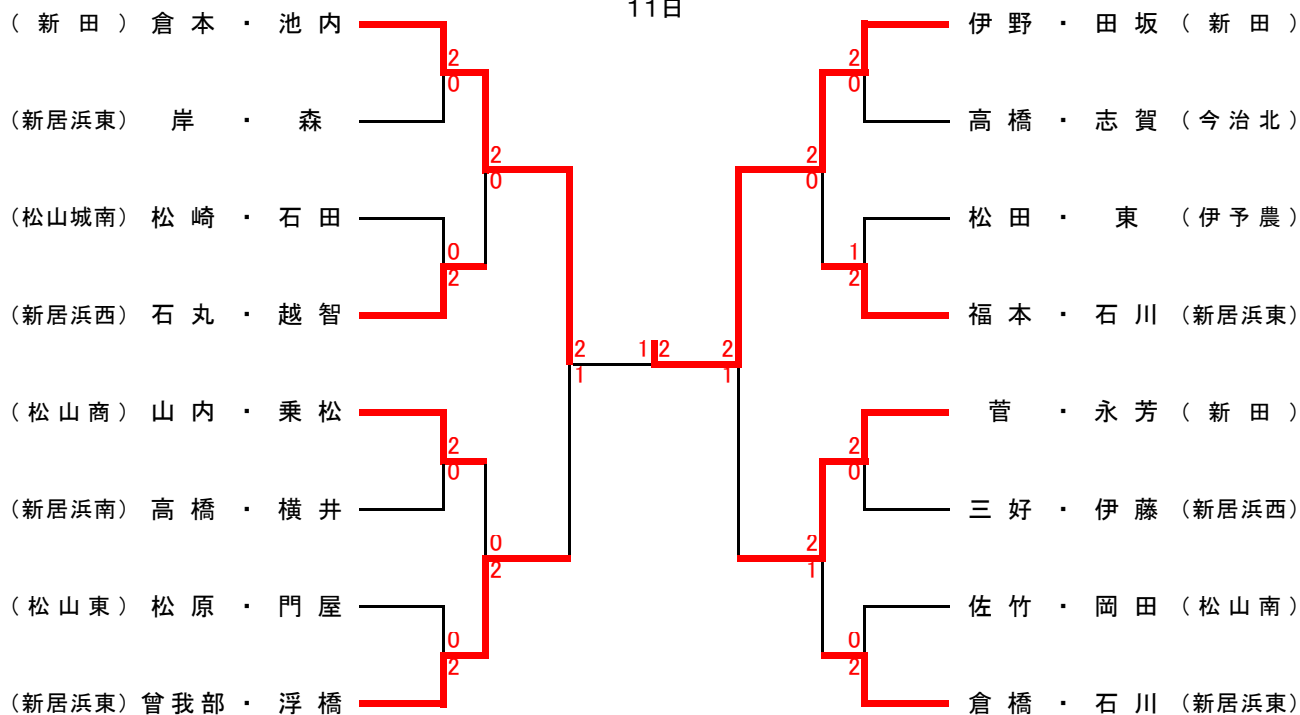 11日
(新田) 倉本・池内
2
0
(新居浜東) 岸・森
2
0
(松山城南) 松崎・石田
0
2
(新居浜西) 石丸・越智
2
1
(松山商) 山内・乗松
2
0
(新居浜南) 高橋・横井
0
2
(松山東) 松原・門屋
0
2
(新居浜東) 曾我部・浮橋
1 2
伊野・田坂 (新田)
2
0
高橋・志賀 (今治北)
2
0
松田・東 (伊予農)
1
2
福本・石川 (新居浜東)
2
1
菅・永芳 (新田)
2
0
三好・伊藤 (新居浜西)
2
1
佐竹・岡田 (松山南)
0
2
倉橋・石川 (新居浜東)